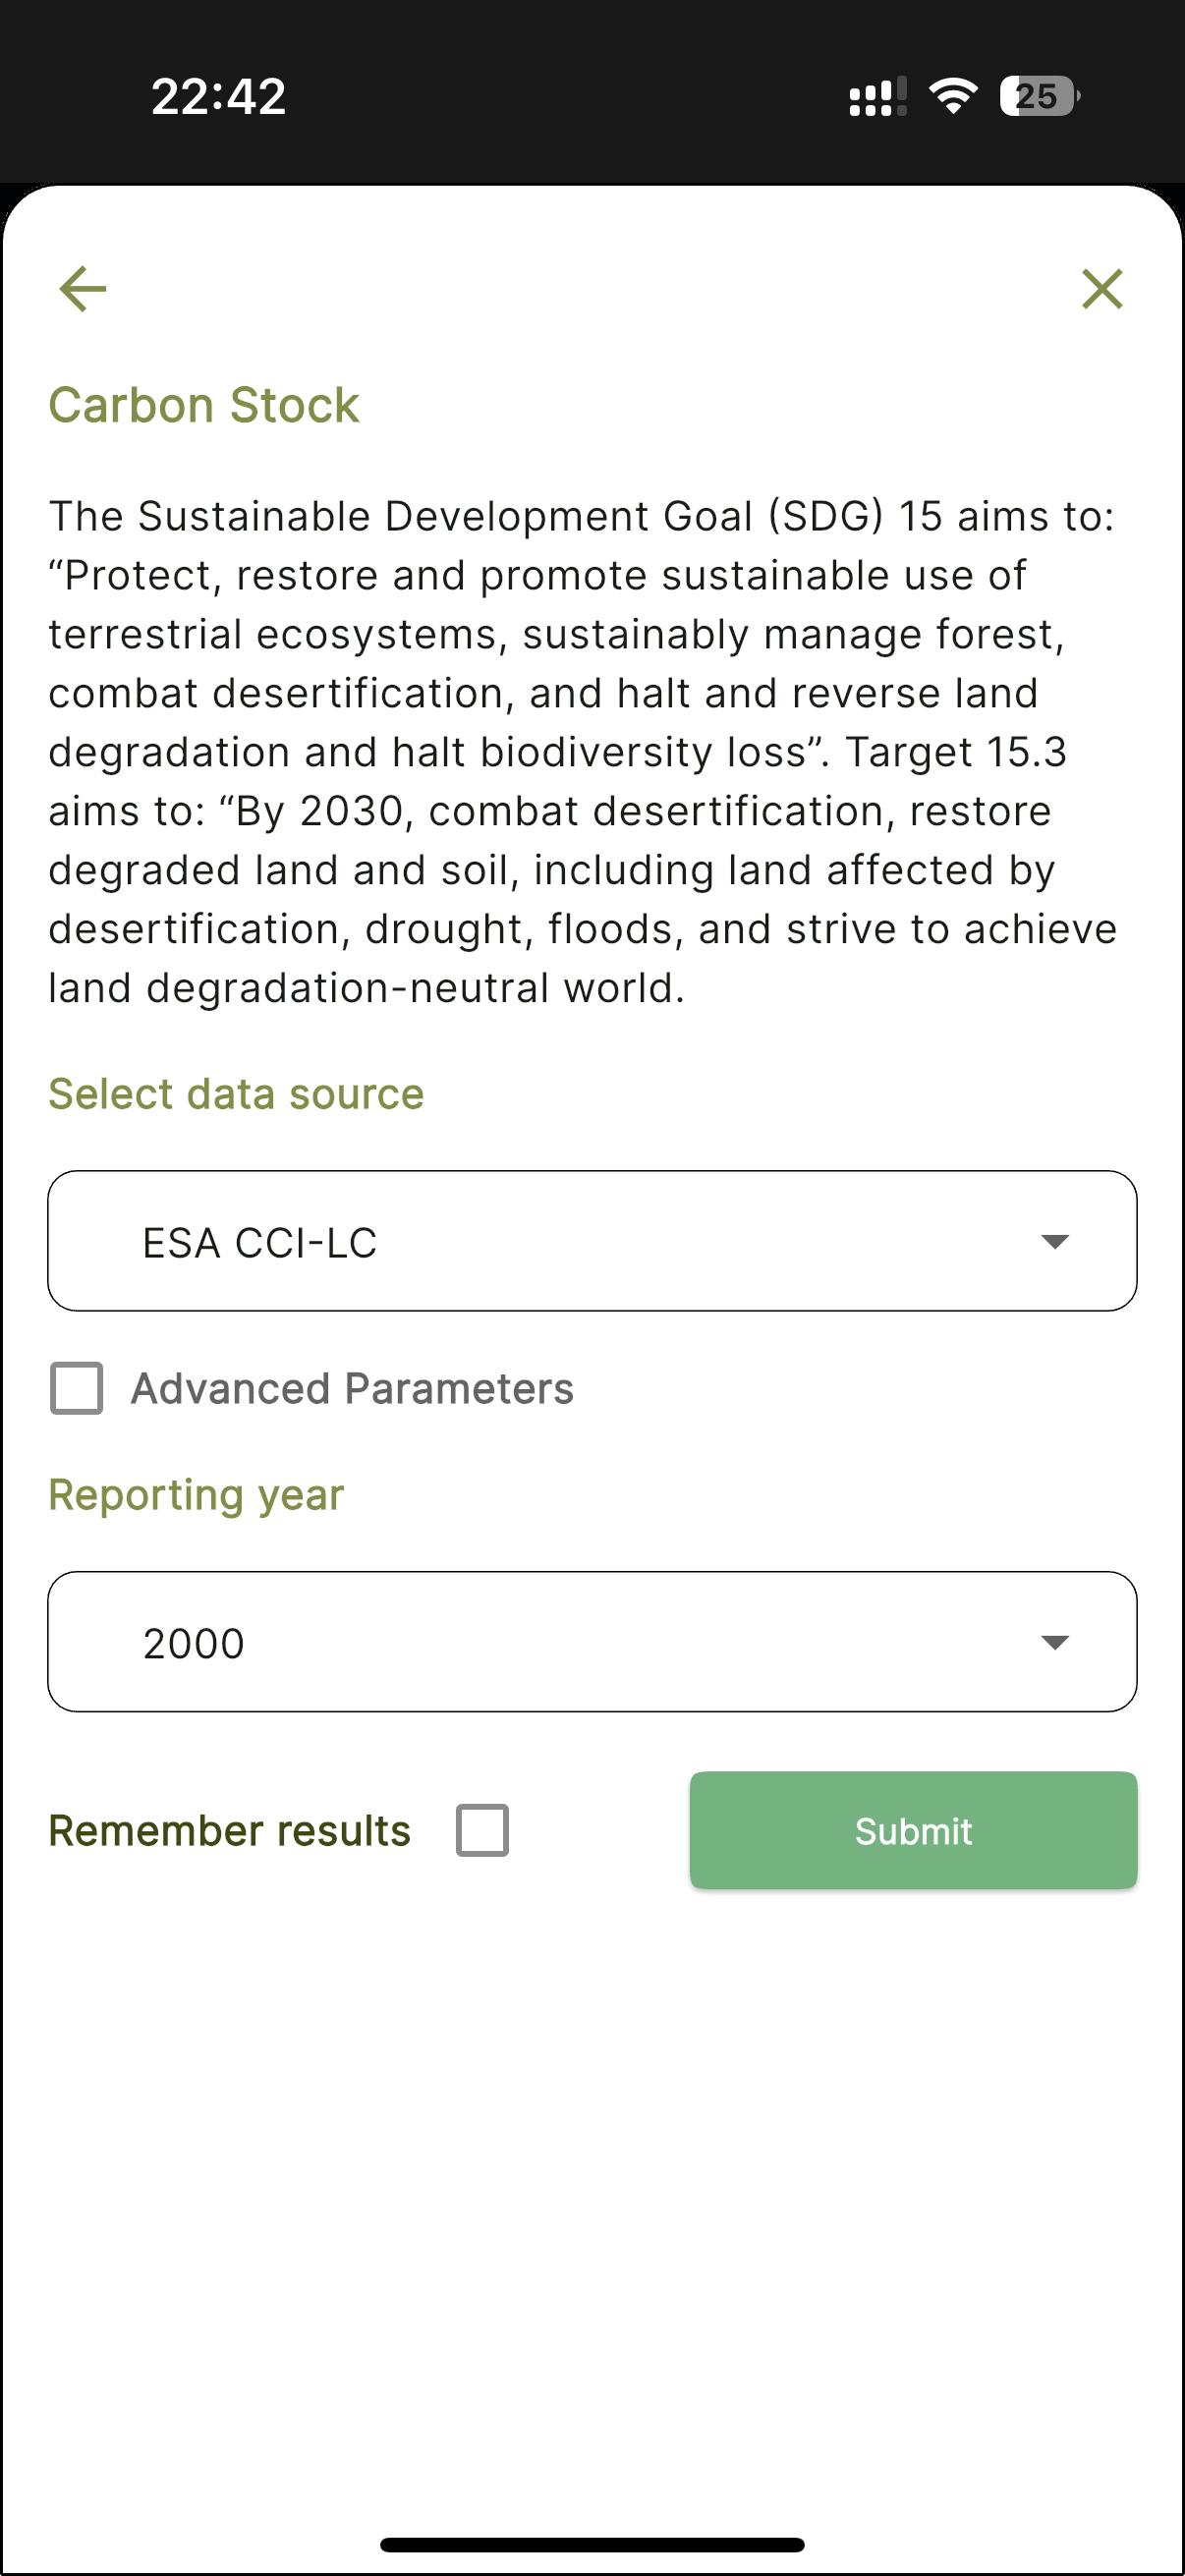 22:42
25
Carbon Stock
The Sustainable Development Goal (SDG) 15 aims to:
“Protect, restore and promote sustainable use of
terrestrial ecosystems, sustainably manage forest,
combat desertification, and halt and reverse land
degradation and halt biodiversity loss”. Target 15.3
aims to: “By 2030, combat desertification, restore
degraded land and soil, including land affected by
desertification, drought, floods, and strive to achieve
land degradation-neutral world.
Select data source
ESA CCI-LC
Advanced Parameters
Reporting year
2000
Remember results
Submit